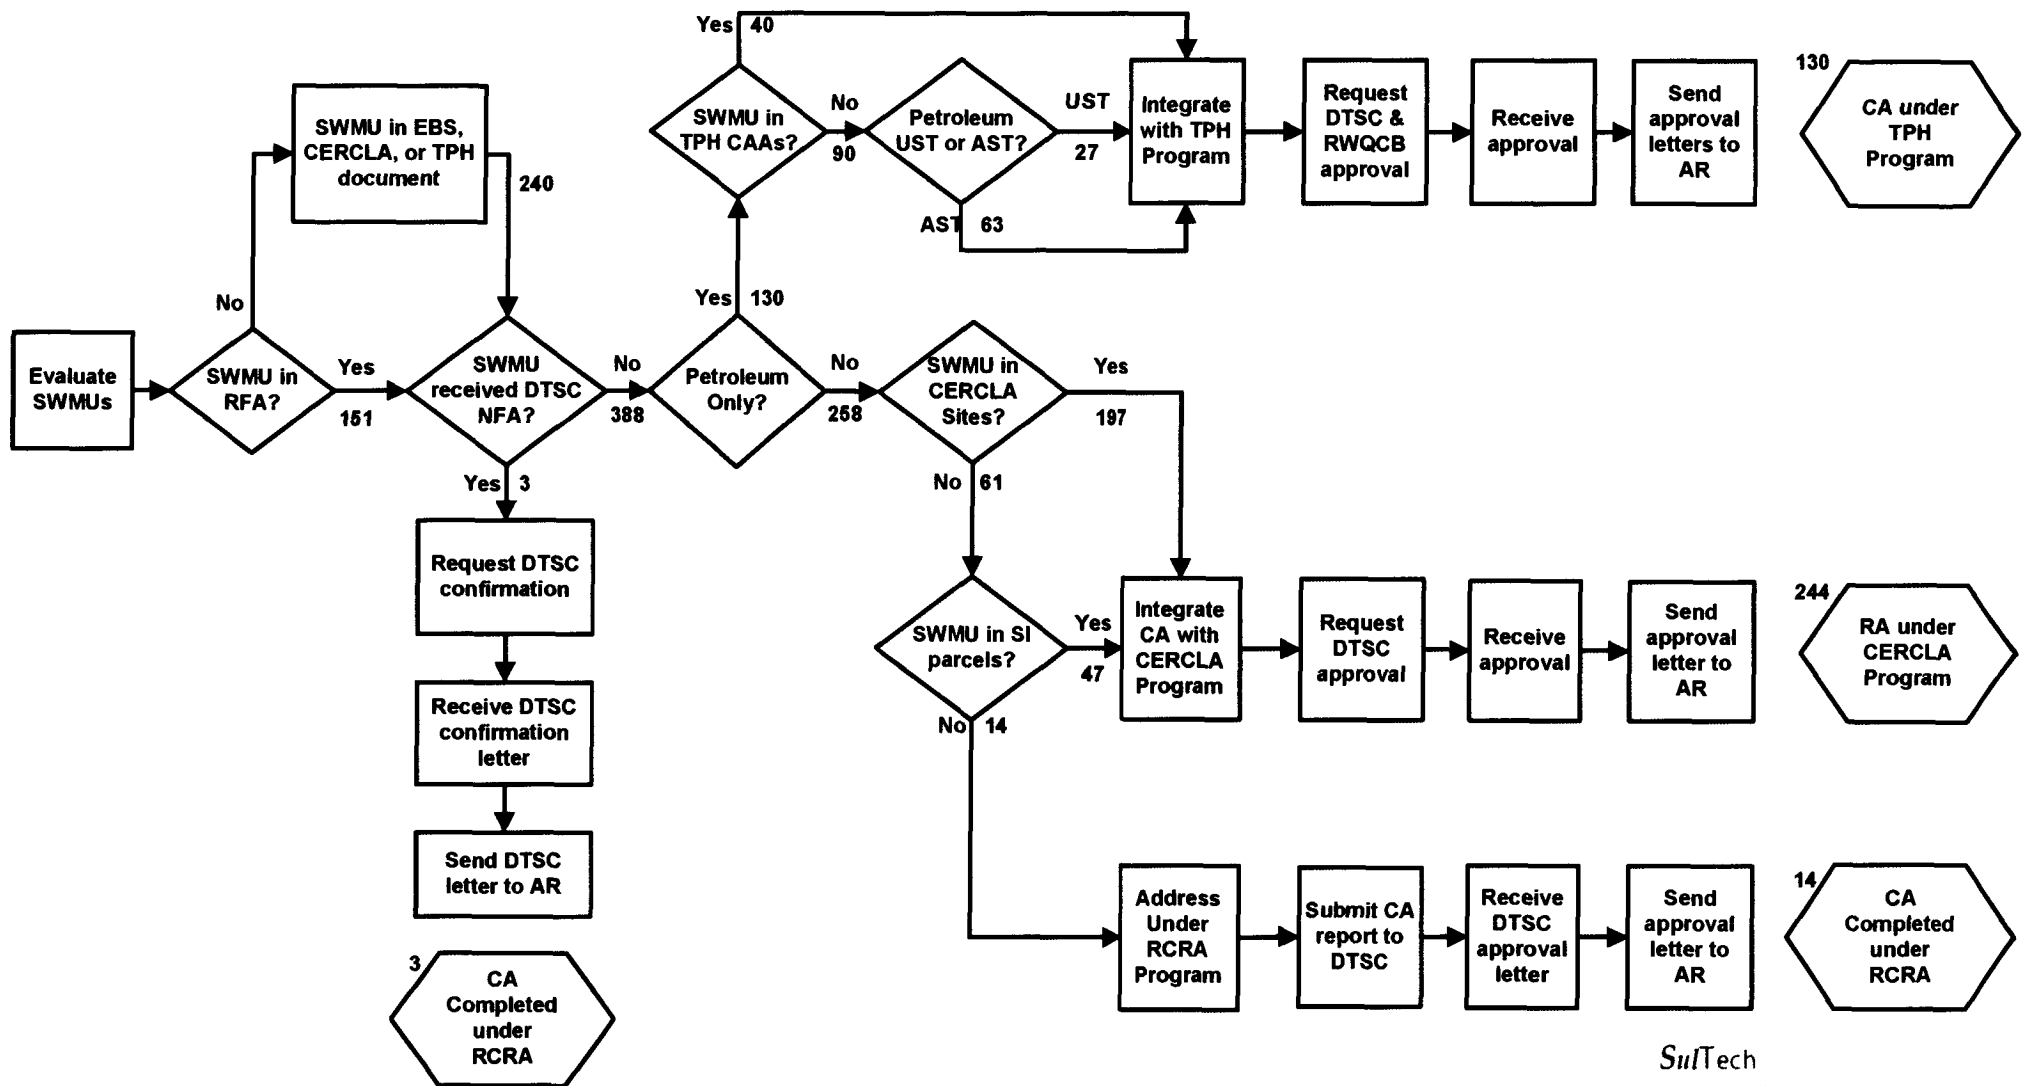 Yes
40
SWMU in
TPH CAAs?
No
90
Petroleum
UST or AST?
UST
27
AST
63
Integrate
with TPH
Program
Request
DTSC &
RWQCB
approval
Receive
approval
Send
approval
letters to
AR
130
CA under
TPH
Program
SWMU in EBS,
CERCLA, or TPH
document
240
No
Yes
130
Evaluate
SWMUs
SWMU in
RFA?
Yes
151
SWMU
received DTSC
NFA?
No
388
Petroleum
Only?
No
258
SWMU in
CERCLA
Sites?
Yes
197
Yes
3
No
61
Request DTSC
confirmation
Receive DTSC
confirmation
letter
Send DTSC
letter to AR
3
CA
Completed
under
RCRA
SWMU in SI
parcels?
Yes
47
Integrate
CA with
CERCLA
Program
Request
DTSC
approval
Receive
approval
Send
approval
letter to
AR
244
RA under
CERCLA
Program
No
14
Address
Under
RCRA
Program
Submit CA
report to
DTSC
Receive
DTSC
approval
letter
Send
approval
letter to
AR
14
CA
Completed
under
RCRA
SulTech